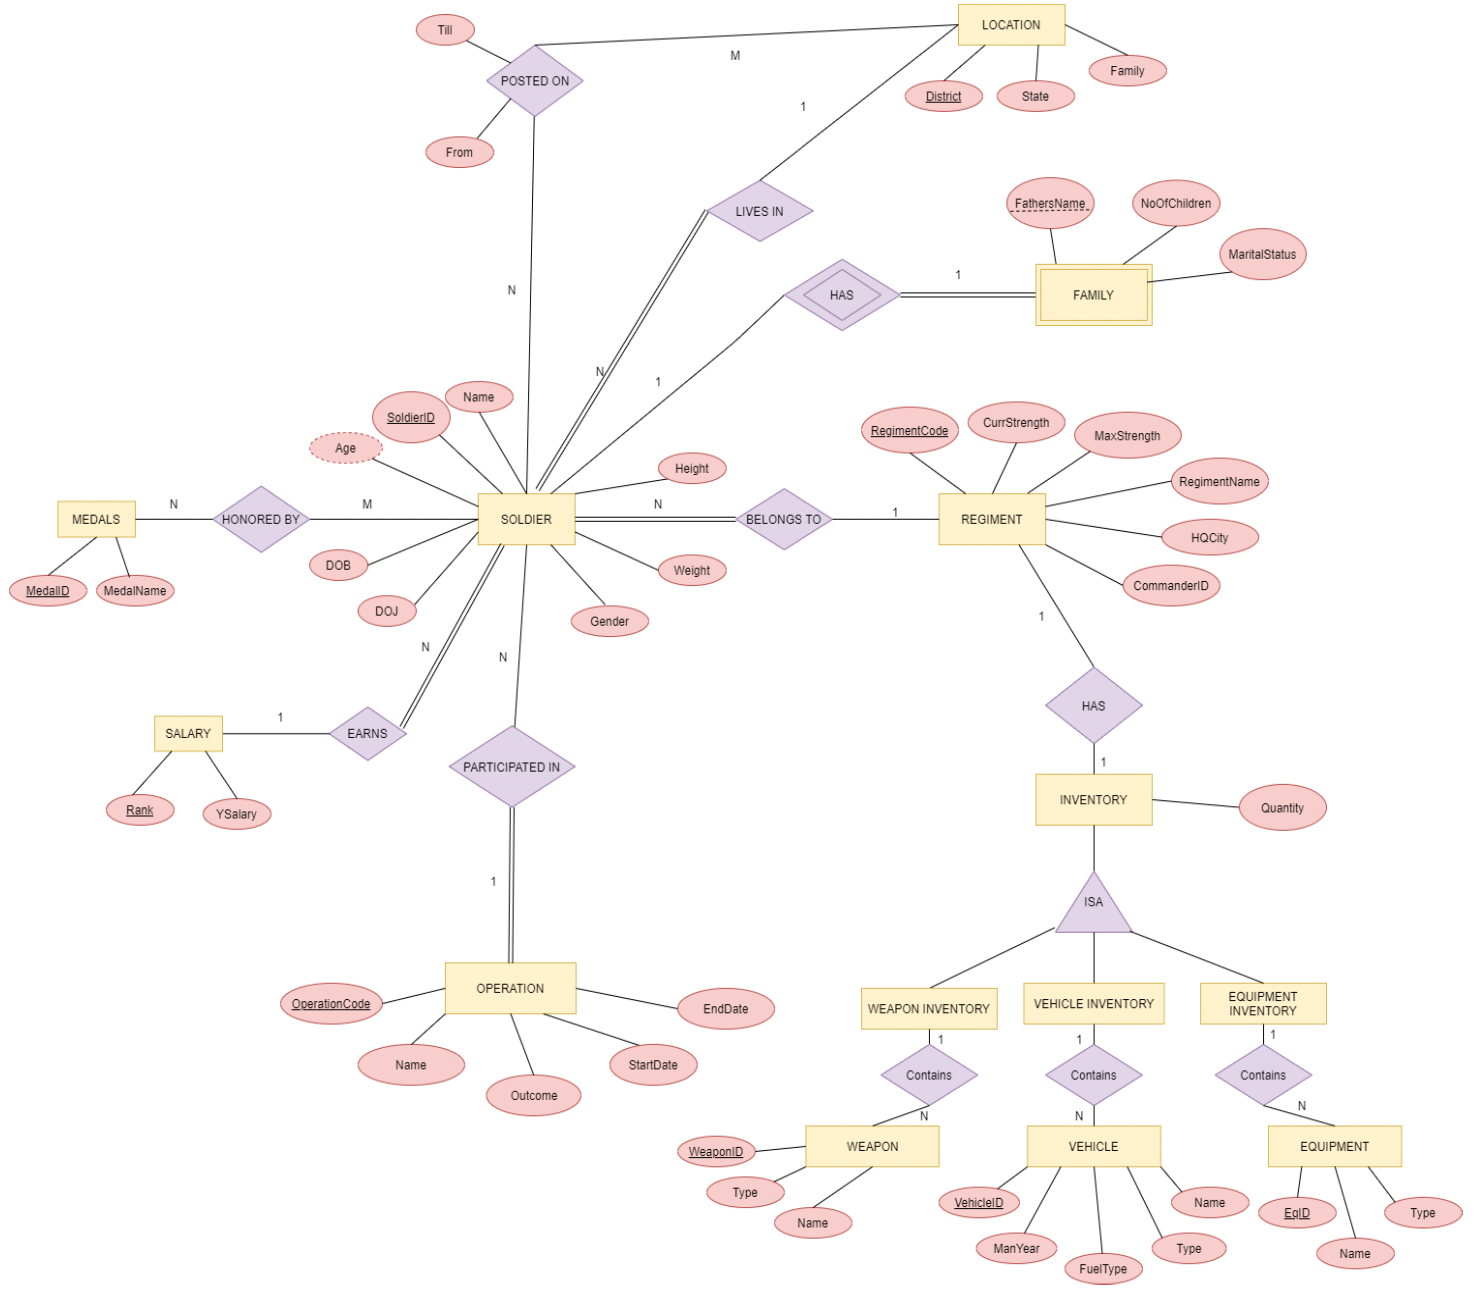 Till
LOCATION
M
POSTED ON
Family
District
State
1
From
LIVES IN
FathersName
NoOfChildren
MaritalStatus
1
HAS
FAMILY
N
N
1
Name
SoldierID
Age
CurrStrength
RegimentCode
MaxStrength
Height
RegimentName
N
M
N
1
MEDALS
HONORED BY
SOLDIER
BELONGS TO
REGIMENT
HQCity
DOB
Weight
MedalID
MedalName
CommanderID
DOJ
Gender
1
N
N
HAS
1
SALARY
EARNS
PARTICIPATED IN
1
INVENTORY
Quantity
Rank
YSalary
1
ISA
OPERATION
OperationCode
EndDate
WEAPON INVENTORY
VEHICLE INVENTORY
EQUIPMENT
INVENTORY
1
1
1
Name
StartDate
Outcome
Contains
Contains
Contains
N
N
N
WeaponID
WEAPON
VEHICLE
EQUIPMENT
Type
Name
VehicleID
Name
EqID
Type
ManYear
Type
Name
FuelType